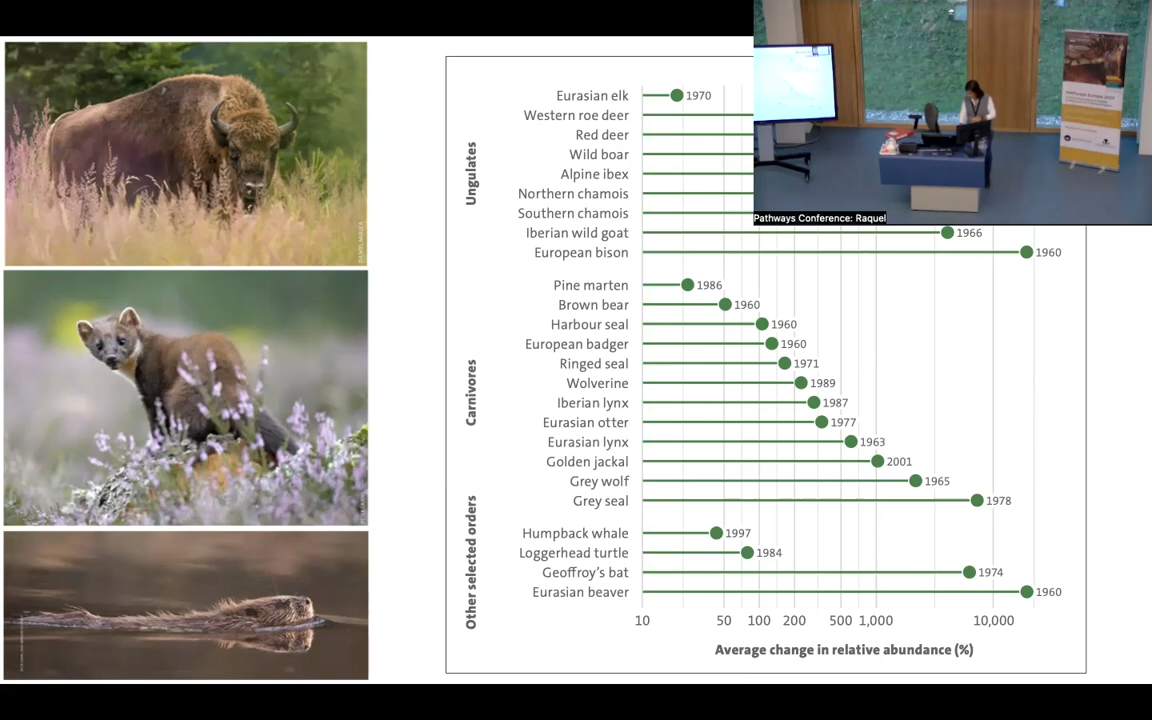 Ungulates
Eurasian elk 1970
Western roe deer
Red deer
Wild boar
Alpine ibex
Northern chamois
Southern chamois
Iberian wild goat 1966
European bison 1960
Carnivores
Pine marten 1986
Brown bear 1960
Harbour seal 1960
European badger 1960
Ringed seal 1971
Wolverine 1989
Iberian lynx 1987
Eurasian otter 1977
Eurasian lynx 1963
Golden jackal 2001
Grey wolf 1965
Grey seal 1978
Other selected orders
Humpback whale 1997
Loggerhead turtle 1984
Geoffroy's bat 1974
Eurasian beaver 1960
10 50 100 200 500 1,000 10,000
Average change in relative abundance (%)
Pathways Conference: Raquel